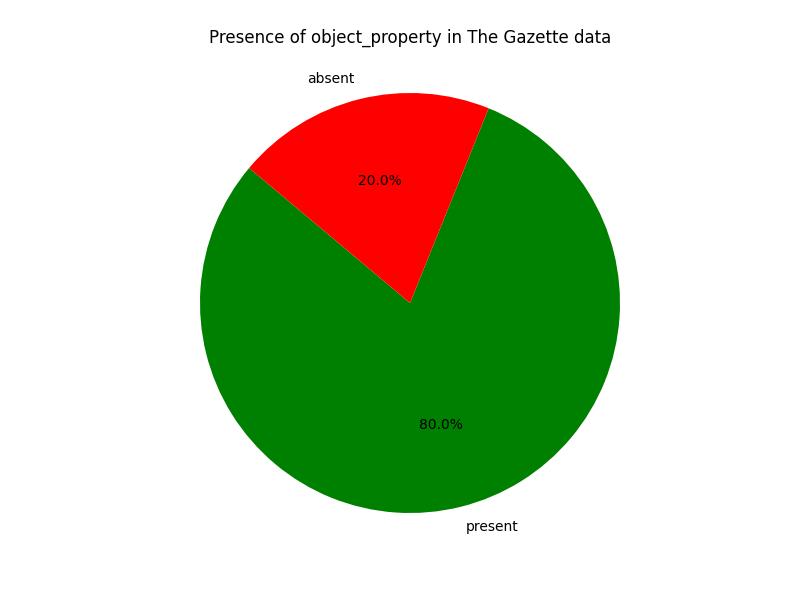 Presence of object_property in The Gazette data
absent
20.0%
80.0%
present